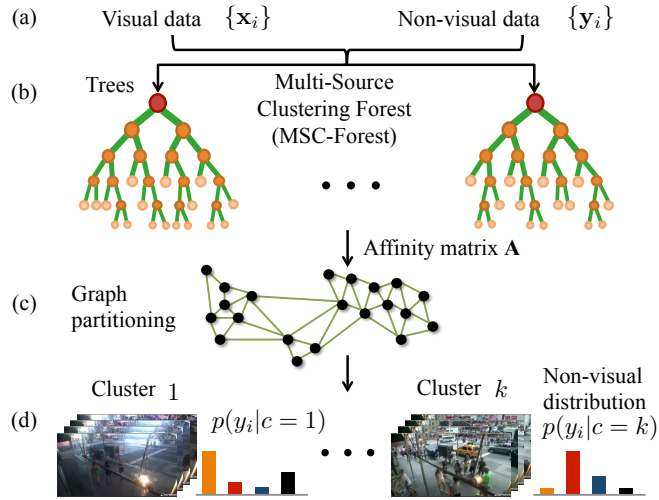 (a) Visual data {x_i} Non-visual data {y_i}
(b) Trees Multi-Source
Clustering Forest
(MSC-Forest)
Affinity matrix A
(c) Graph
partitioning
(d) Cluster 1 p(y_i|c = 1)
Cluster k Non-visual
distribution
p(y_i|c = k)